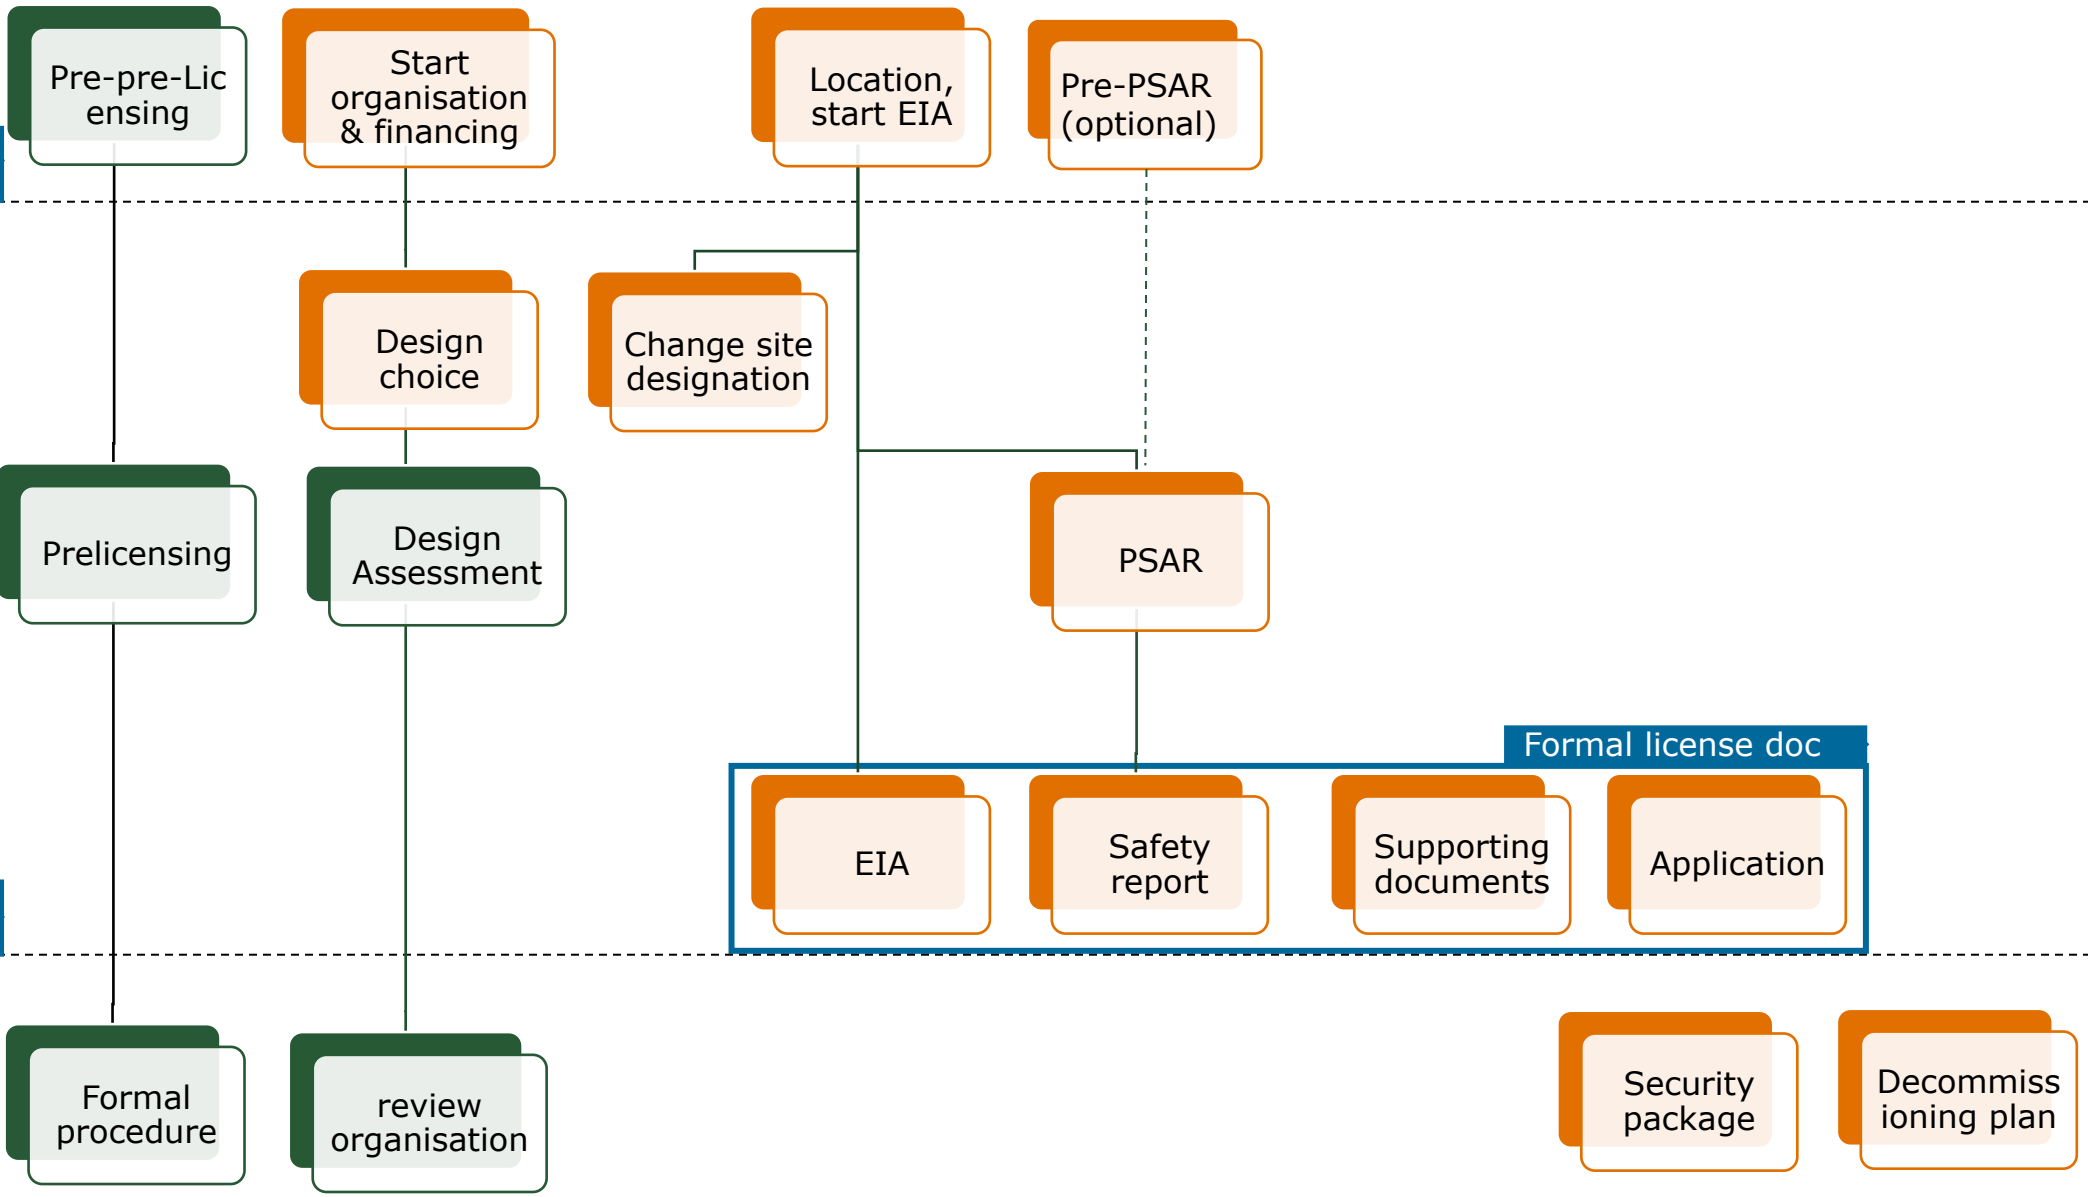 Pre-pre-Lic
ensing
Start
organisation
& financing
Location,
start EIA
Pre-PSAR
(optional)
Design
choice
Change site
designation
Prelicensing
Design
Assessment
PSAR
Formal license doc
EIA
Safety
report
Supporting
documents
Application
Formal
procedure
review
organisation
Security
package
Decommiss
ioning plan